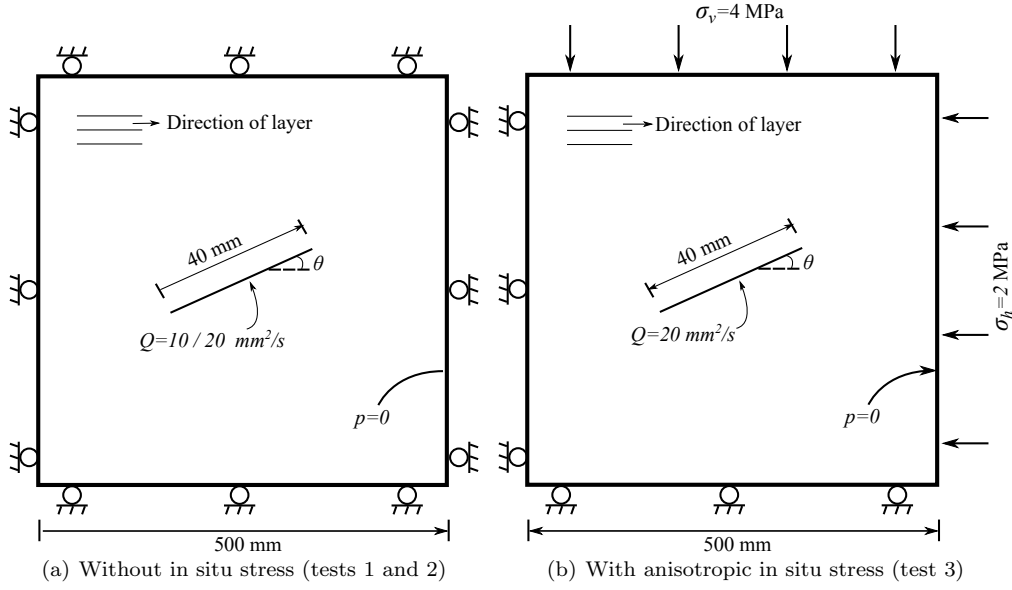 σv=4 MPa
Direction of layer
40 mm
θ
Q=10 / 20 mm²/s
p=0
500 mm
(a) Without in situ stress (tests 1 and 2)
Direction of layer
40 mm
θ
Q=20 mm²/s
σh=2 MPa
p=0
500 mm
(b) With anisotropic in situ stress (test 3)